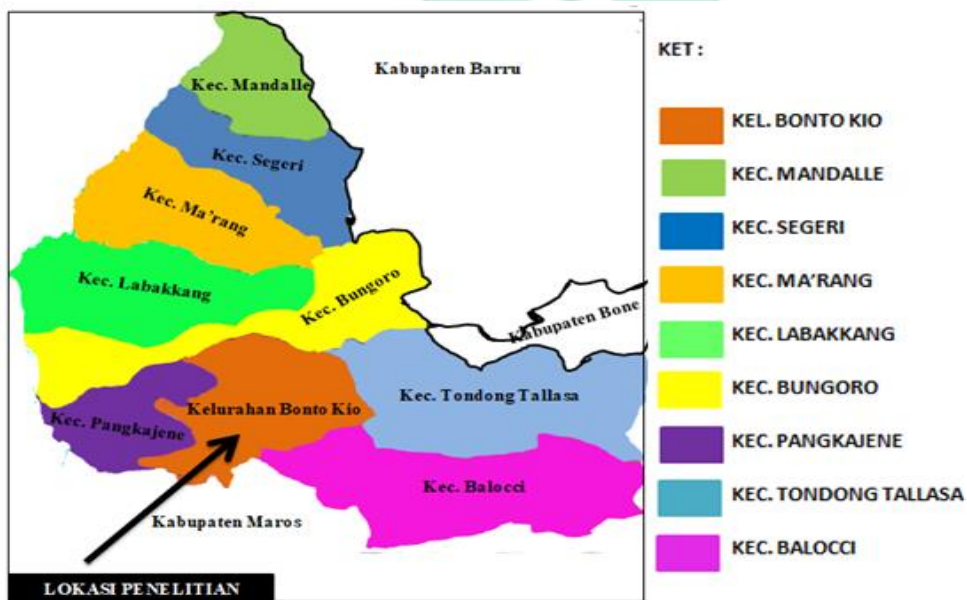 Kabupaten Barru
Kec. Mandalle
Kec. Segeri
Kec. Ma'rang
Kec. Labakkang
Kec. Bungoro
Kabupaten Bone
Kec. Tondong Tallasa
Kelurahan Bonto Kio
Kec. Pangkajene
Kec. Balocci
Kabupaten Maros
LOKASI PENELITIAN
KET :
KEL. BONTO KIO
KEC. MANDALLE
KEC. SEGERI
KEC. MA'RANG
KEC. LABAKKANG
KEC. BUNGORO
KEC. PANGKAJENE
KEC. TONDONG TALLASA
KEC. BALOCCI